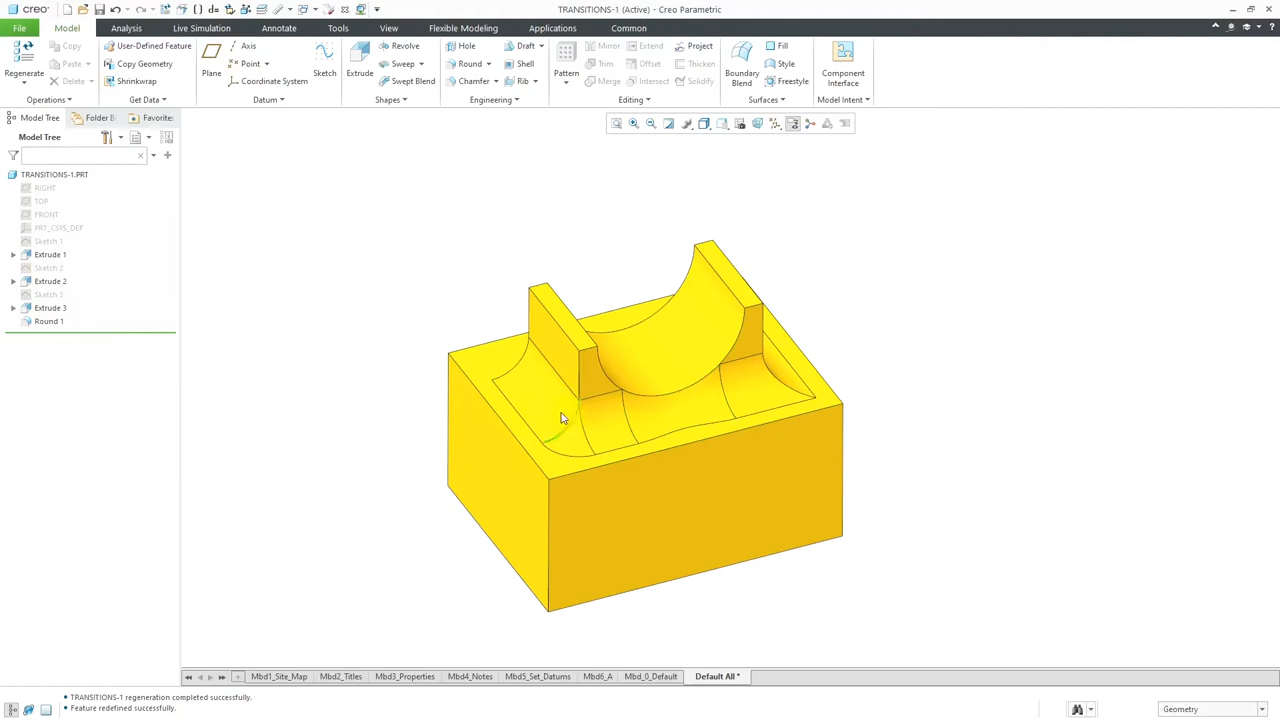 creo TRANSITIONS-1 (Active) - Creo Parametric
File Model Analysis Live Simulation Annotate Tools View Flexible Modeling Applications Common
Copy User-Defined Feature Axis Revolve Hole Draft Mirror Extend Project Fill
Paste Copy Geometry Point Sweep Round Shell Trim Offset Thicken Style
Regenerate Plane Sketch Extrude Pattern Boundary Blend Component Interface
Delete Shrinkwrap Coordinate System Swept Blend Chamfer Rib Merge Intersect Solidify Freestyle
Operations Get Data Datum Shapes Engineering Editing Surfaces Model Intent
Model Tree Folder B Favorite
Model Tree
TRANSITIONS-1.PRT
RIGHT
TOP
FRONT
PRT_CSYS_DEF
Sketch 1
Extrude 1
Sketch 2
Extrude 2
Sketch 3
Extrude 3
Round 1
Mbd1_Site_Map Mbd2_Titles Mbd3_Properties Mbd4_Notes Mbd5_Set_Datums Mbd6_A Mbd_0_Default Default All *
TRANSITIONS-1 regeneration completed successfully.
Feature redefined successfully.
Geometry